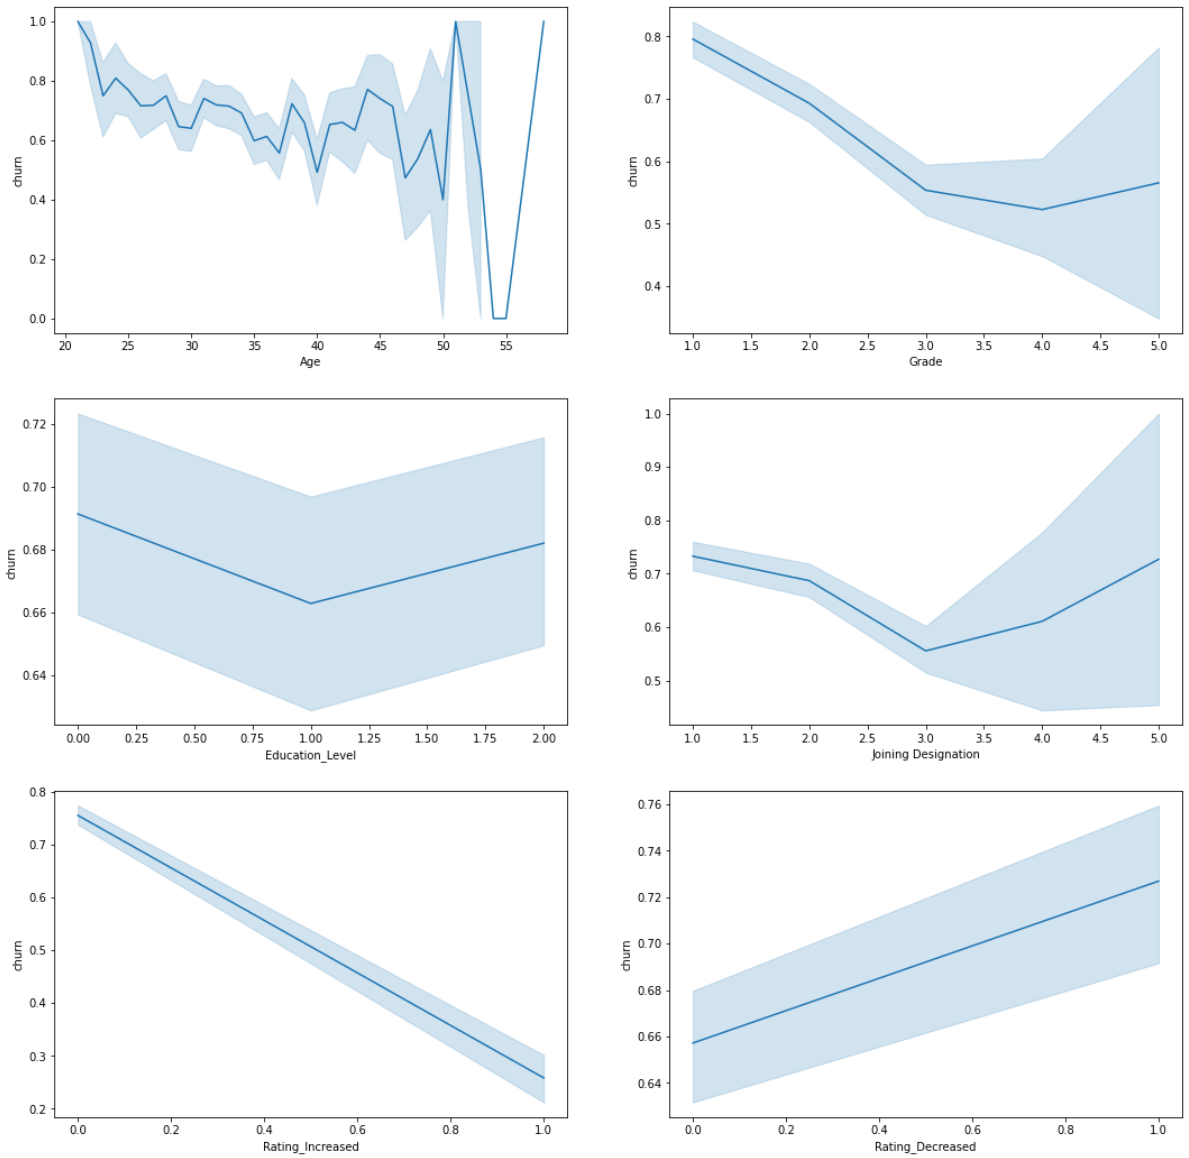 1.0
0.8
0.6
0.4
0.2
0.0
churn
20 25 30 35 40 45 50 55
Age
0.8
0.7
0.6
0.5
0.4
churn
1.0 1.5 2.0 2.5 3.0 3.5 4.0 4.5 5.0
Grade
0.72
0.70
0.68
0.66
0.64
churn
0.00 0.25 0.50 0.75 1.00 1.25 1.50 1.75 2.00
Education_Level
1.0
0.9
0.8
0.7
0.6
0.5
churn
1.0 1.5 2.0 2.5 3.0 3.5 4.0 4.5 5.0
Joining Designation
0.8
0.7
0.6
0.5
0.4
0.3
0.2
churn
0.0 0.2 0.4 0.6 0.8 1.0
Rating_Increased
0.76
0.74
0.72
0.70
0.68
0.66
0.64
churn
0.0 0.2 0.4 0.6 0.8 1.0
Rating_Decreased